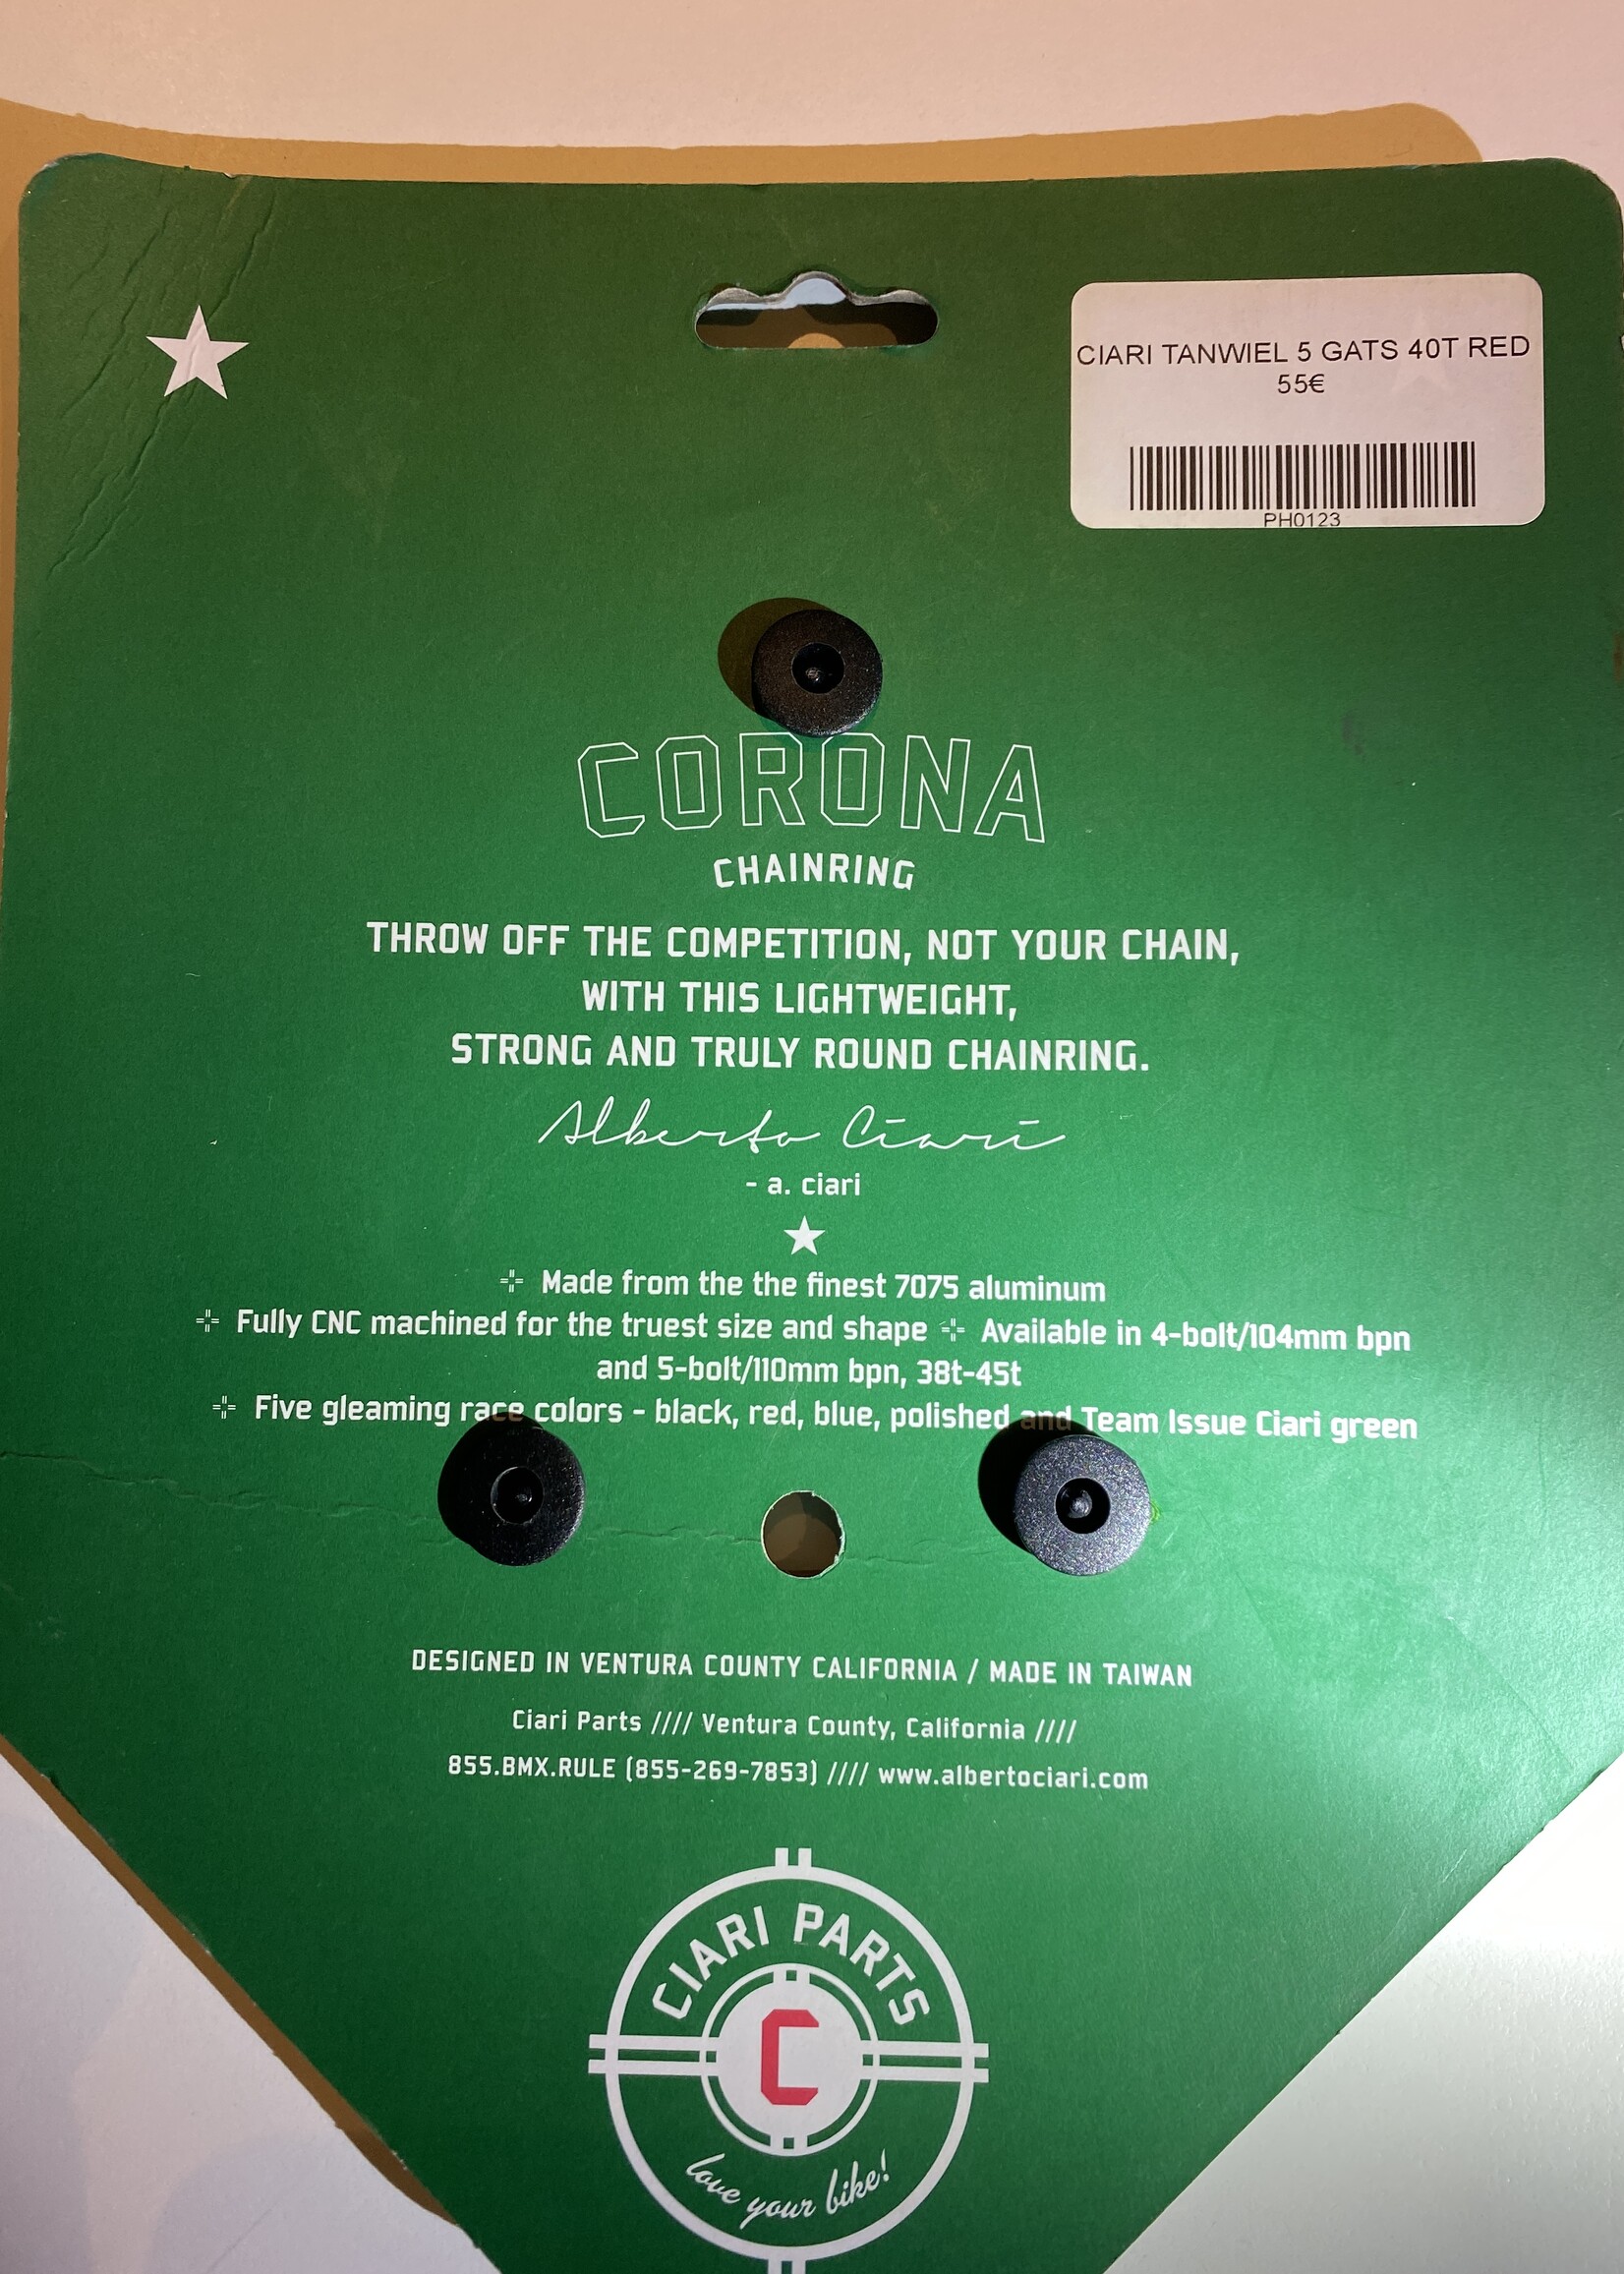 CIARI TANWIEL 5 GATS 40T RED
55€
PH0123
CORONA
CHAINRING
THROW OFF THE COMPETITION, NOT YOUR CHAIN,
WITH THIS LIGHTWEIGHT,
STRONG AND TRULY ROUND CHAINRING.
Alberto Ciari
- a. ciari
Made from the the finest 7075 aluminum
Fully CNC machined for the truest size and shape Available in 4-bolt/104mm bpn
and 5-bolt/110mm bpn, 38t-45t
Five gleaming race colors - black, red, blue, polished and Team Issue Ciari green
DESIGNED IN VENTURA COUNTY CALIFORNIA / MADE IN TAIWAN
Ciari Parts //// Ventura County, California ////
855.BMX.RULE (855-269-7853) //// www.albertociari.com
CIARI PARTS
C
love your bike!